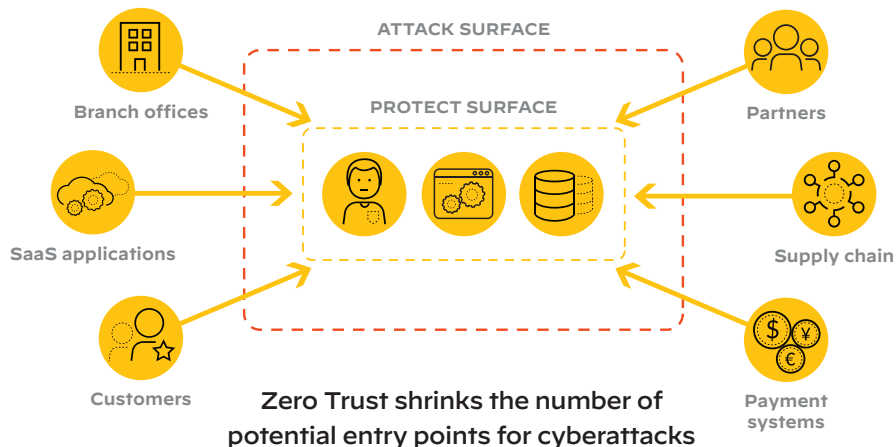 ATTACK SURFACE
PROTECT SURFACE
Branch offices
Partners
SaaS applications
Supply chain
Customers
$ ¥
€
Payment
systems
Zero Trust shrinks the number of
potential entry points for cyberattacks